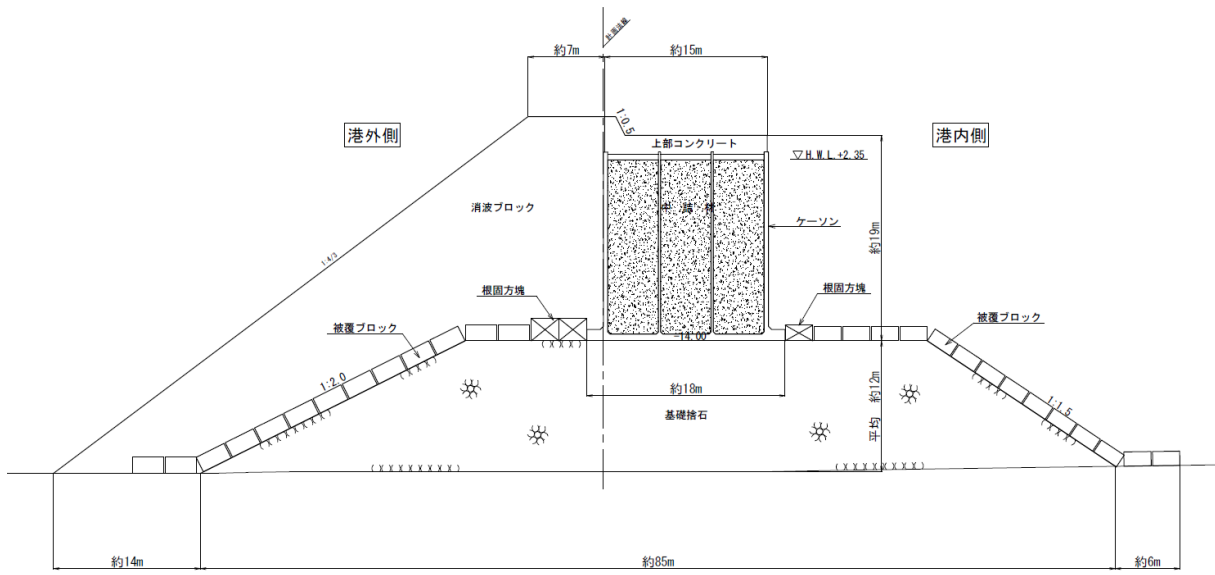 計画法線
約7m
約15m
1:0.5
港外側
港内側
上部コンクリート
▽H.W.L.+2.35
消波ブロック
中詰材
ケーソン
約19m
1:4/3
根固方塊
根固方塊
被覆ブロック
被覆ブロック
-14.00
1:2.0
約18m
平均 約12m
1:1.5
基礎捨石
約14m
約85m
約6m